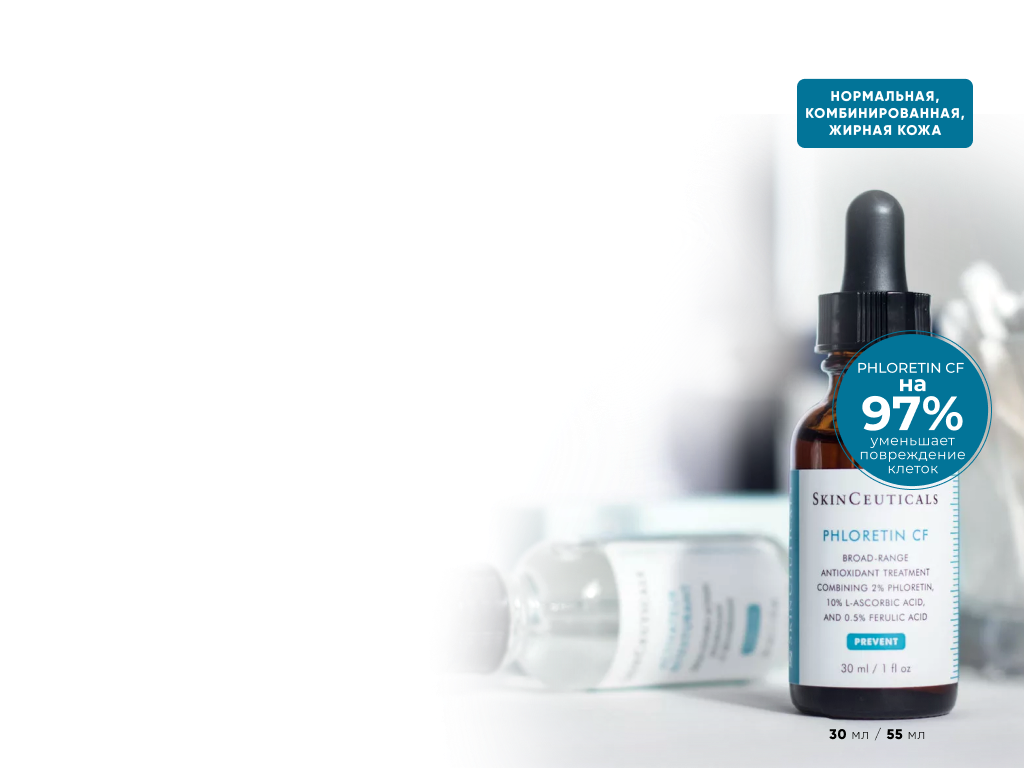 НОРМАЛЬНАЯ,
КОМБИНИРОВАННАЯ,
ЖИРНАЯ КОЖА
PHLORETIN CF
на
97%
уменьшает
повреждение
клеток
SKINCEUTICALS
PHLORETIN CF
BROAD-RANGE
ANTIOXIDANT TREATMENT
COMBINING 2% PHLORETIN,
10% L-ASCORBIC ACID,
AND 0.5% FERULIC ACID
PREVENT
30 ml / 1 fl oz
30 мл / 55 мл